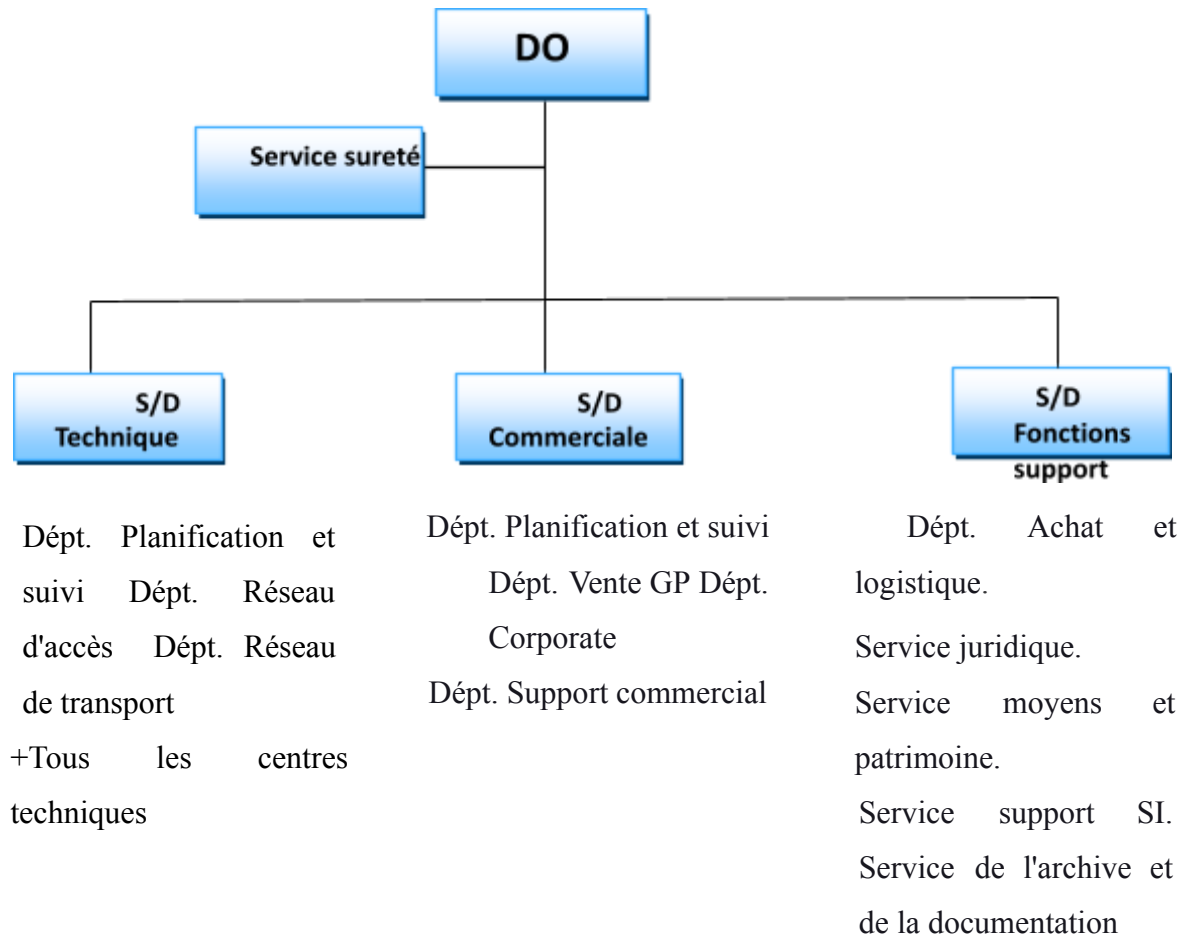 DO
Service sureté
S/D
Technique
S/D
Commerciale
S/D
Fonctions
support
Dépt. Planification et
suivi Dépt. Réseau
d'accès Dépt. Réseau
de transport
+Tous les centres
techniques
Dépt. Planification et suivi
Dépt. Vente GP Dépt.
Corporate
Dépt. Support commercial
Dépt. Achat et
logistique.
Service juridique.
Service moyens et
patrimoine.
Service support SI.
Service de l'archive et
de la documentation